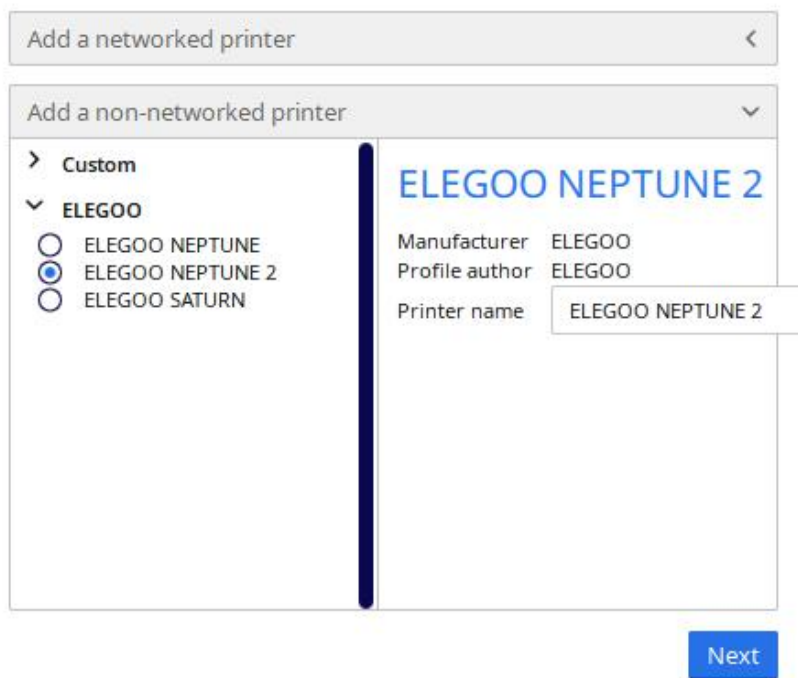 Add a networked printer
Add a non-networked printer
Custom
ELEGOO
ELEGOO NEPTUNE
ELEGOO NEPTUNE 2
ELEGOO SATURN
ELEGOO NEPTUNE 2
Manufacturer ELEGOO
Profile author ELEGOO
Printer name ELEGOO NEPTUNE 2
Next